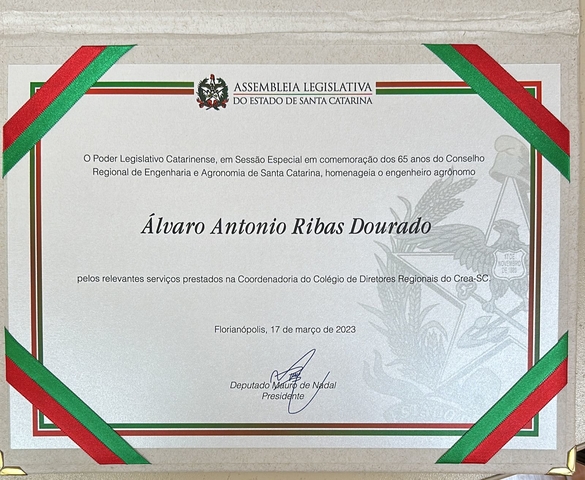 ASSEMBLEIA LEGISLATIVA
DO ESTADO DE SANTA CATARINA
O Poder Legislativo Catarinense, em Sessão Especial em comemoração dos 65 anos do Conselho
Regional de Engenharia e Agronomia de Santa Catarina, homenageia o engenheiro agrônomo
Álvaro Antonio Ribas Dourado
pelos relevantes serviços prestados na Coordenadoria do Colégio de Diretores Regionais do Crea-SC.
17 DE
NOVEMBRO
Florianópolis, 17 de março de 2023
Deputado Mauro de Nadal
Presidente